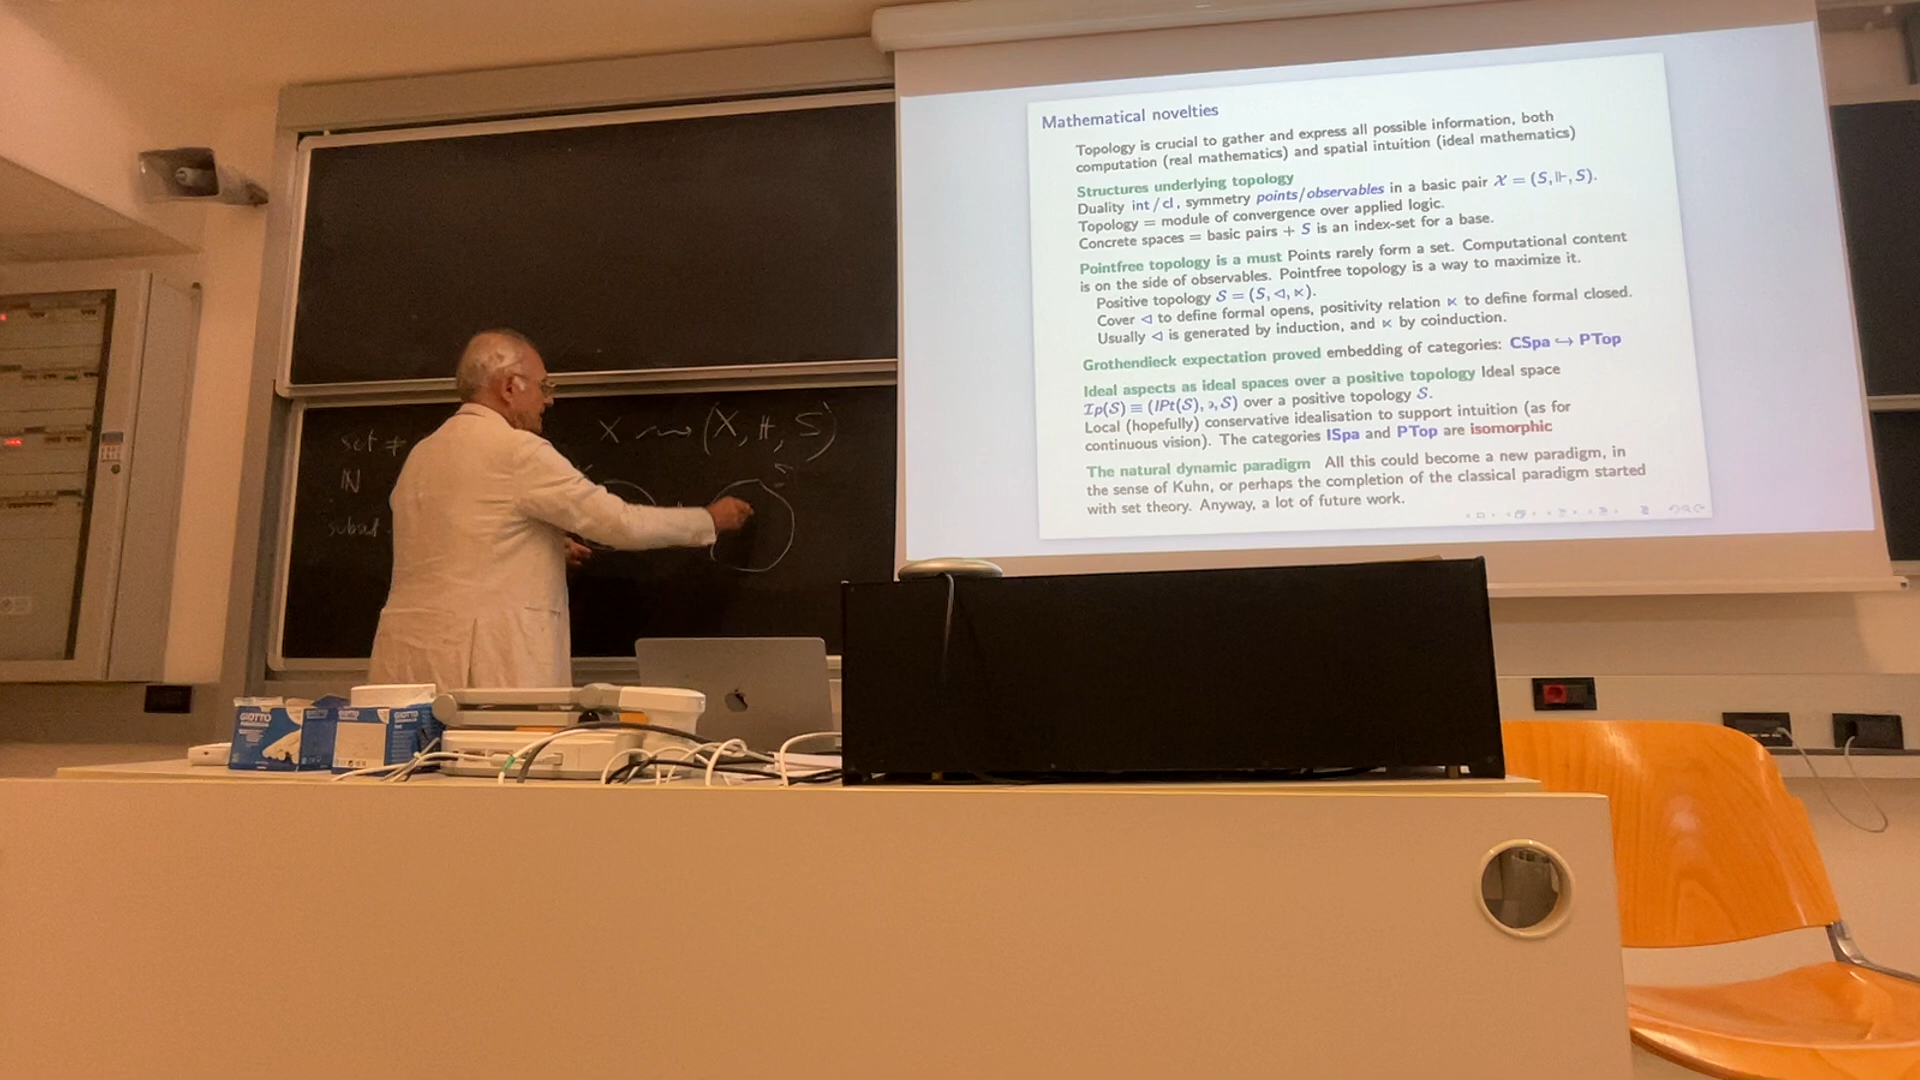 set ≠
IN
subset
X ⇝ (X, ⊩, S)
S
GIOTTO
GIOTTO
Mathematical novelties
Topology is crucial to gather and express all possible information, both
computation (real mathematics) and spatial intuition (ideal mathematics)
Structures underlying topology
Duality int / cl, symmetry points/observables in a basic pair 𝒳 = (S, ⊩, S).
Topology = module of convergence over applied logic.
Concrete spaces = basic pairs + S is an index-set for a base.
Pointfree topology is a must Points rarely form a set. Computational content
is on the side of observables. Pointfree topology is a way to maximize it.
Positive topology 𝒮 = (S, ◁, ⋉).
Cover ◁ to define formal opens, positivity relation ⋉ to define formal closed.
Usually ◁ is generated by induction, and ⋉ by coinduction.
Grothendieck expectation proved embedding of categories: CSpa ↪ PTop
Ideal aspects as ideal spaces over a positive topology Ideal space
ℐp(𝒮) ≡ (IPt(𝒮), ∍, 𝒮) over a positive topology 𝒮.
Local (hopefully) conservative idealisation to support intuition (as for
continuous vision). The categories ISpa and PTop are isomorphic
The natural dynamic paradigm All this could become a new paradigm, in
the sense of Kuhn, or perhaps the completion of the classical paradigm started
with set theory. Anyway, a lot of future work.